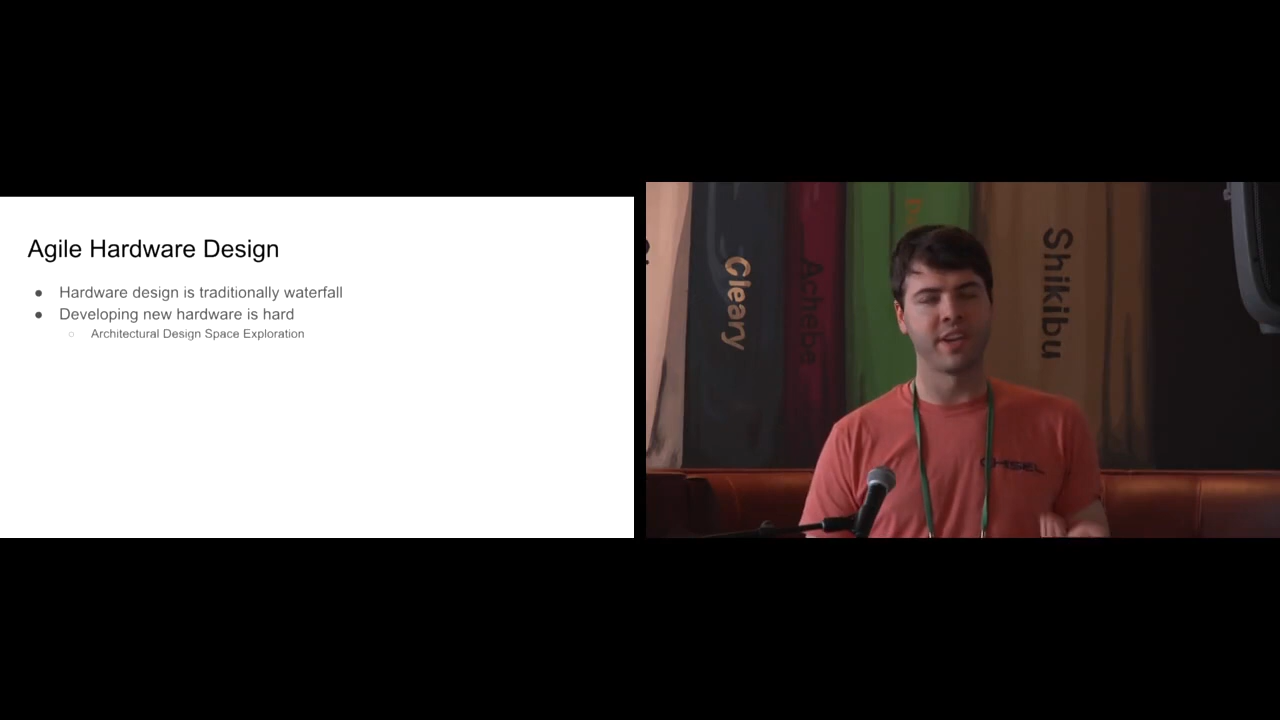 Agile Hardware Design
● Hardware design is traditionally waterfall
● Developing new hardware is hard
○ Architectural Design Space Exploration
Cleary
Achebe
Shikibu
CHISEL